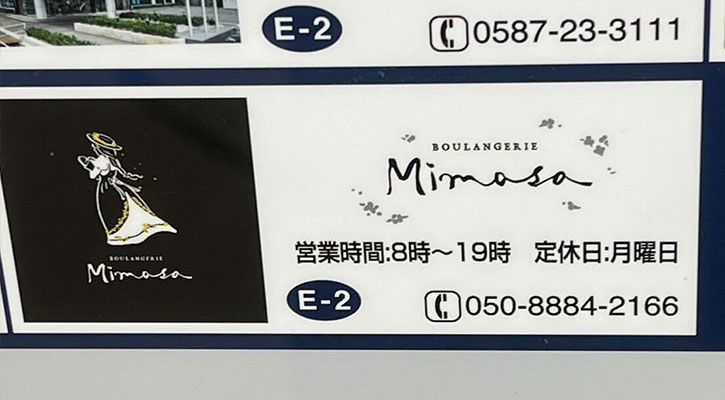 E-2
0587-23-3111
BOULANGERIE
Mimosa
BOULANGERIE
Mimosa
営業時間:8時～19時 定休日:月曜日
E-2
050-8884-2166